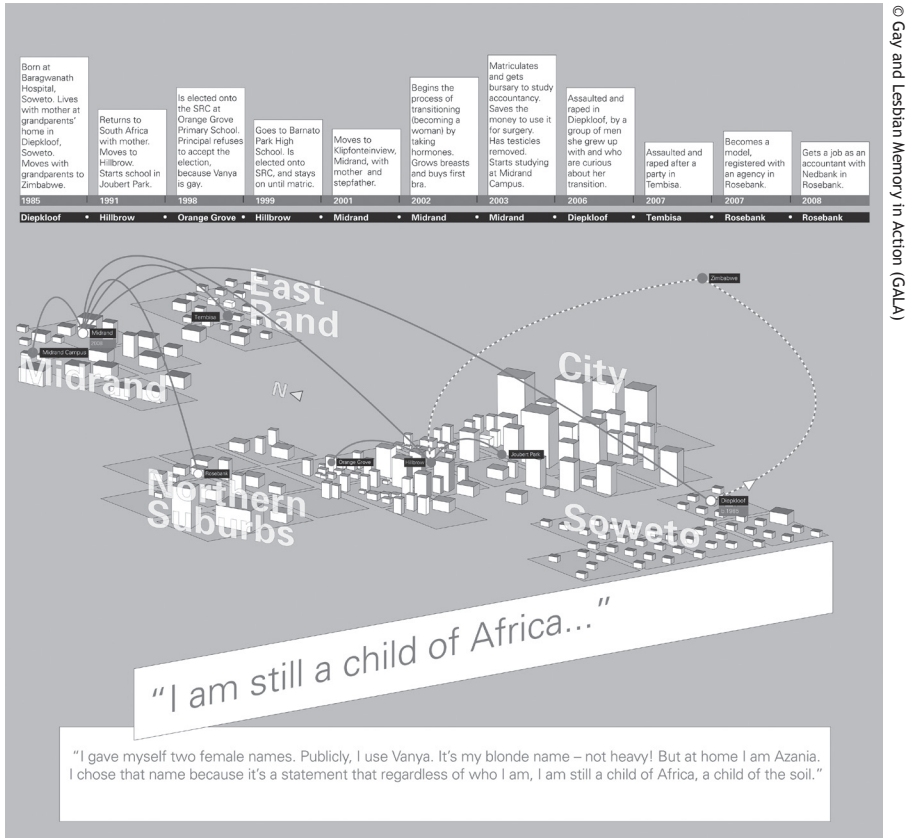 Born at
Baragwanath
Hospital,
Soweto. Lives
with mother at
grandparents'
home in
Diepkloof,
Soweto.
Moves with
grandparents to
Zimbabwe.
1985
Diepkloof
Returns to
South Africa
with mother.
Moves to
Hillbrow.
Starts school in
Joubert Park.
1991
Hillbrow
Is elected onto
the SRC at
Orange Grove
Primary School.
Principal refuses
to accept the
election,
because Vanya
is gay.
1998
Orange Grove
Goes to Barnato
Park High
School. Is
elected onto
SRC, and stays
on until matric.
1999
Hillbrow
Moves to
Klipfonteinview,
Midrand, with
mother and
stepfather.
2001
Midrand
Begins the
process of
transitioning
(becoming a
woman) by
taking
hormones.
Grows breasts
and buys first
bra.
2002
Midrand
Matriculates
and gets
bursary to study
accountancy.
Saves the
money to use it
for surgery.
Has testicles
removed.
Starts studying
at Midrand
Campus.
2003
Midrand
Assaulted and
raped in
Diepkloof, by a
group of men
she grew up
with and who
are curious
about her
transition.
2006
Diepkloof
Assaulted and
raped after a
party in
Tembisa.
2007
Tembisa
Becomes a
model,
registered with
an agency in
Rosebank.
2007
Rosebank
Gets a job as an
accountant with
Nedbank in
Rosebank.
2008
Rosebank
© Gay and Lesbian Memory in Action (GALA)
East
Rand
Zimbabwe
Tembisa
Midrand
Midrand Campus
Midrand
City
N
Orange Grove
Hillbrow
Joubert Park
Rosebank
Northern
Suburbs
Diepkloof
b.1985
Soweto
"I am still a child of Africa..."
"I gave myself two female names. Publicly, I use Vanya. It's my blonde name – not heavy! But at home I am Azania.
I chose that name because it's a statement that regardless of who I am, I am still a child of Africa, a child of the soil."